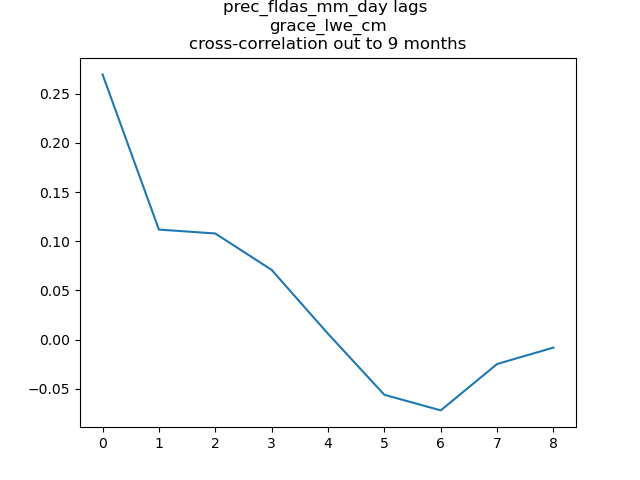 prec_fldas_mm_day lags
grace_lwe_cm
cross-correlation out to 9 months
0.25
0.20
0.15
0.10
0.05
0.00
−0.05
0 1 2 3 4 5 6 7 8